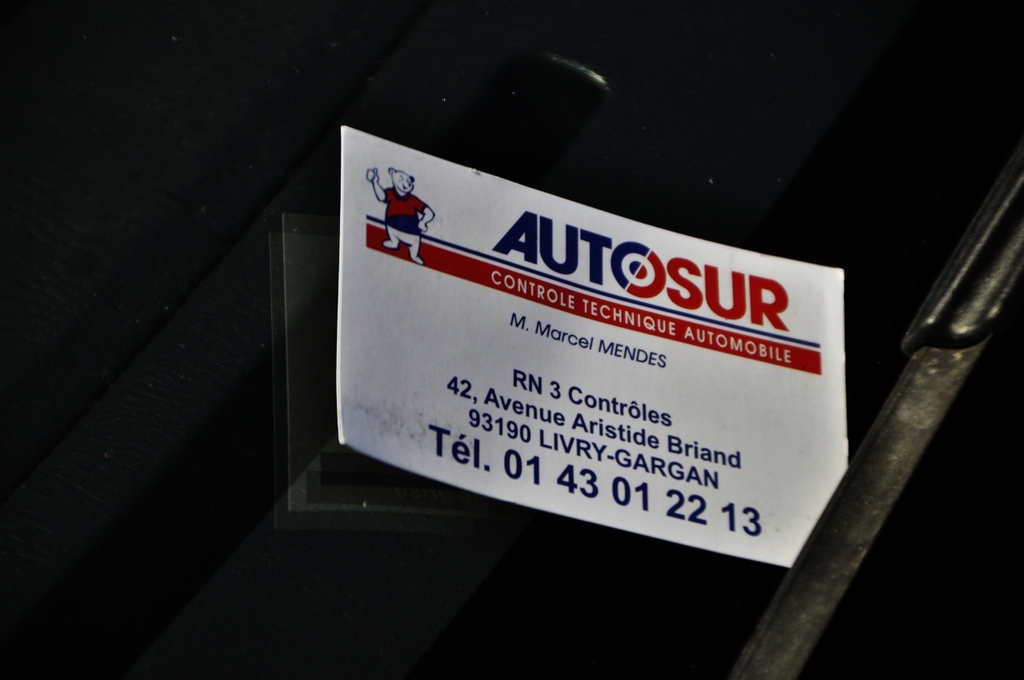 AUTOSUR
CONTROLE TECHNIQUE AUTOMOBILE
M. Marcel MENDES
RN 3 Contrôles
42, Avenue Aristide Briand
93190 LIVRY-GARGAN
Tél. 01 43 01 22 13